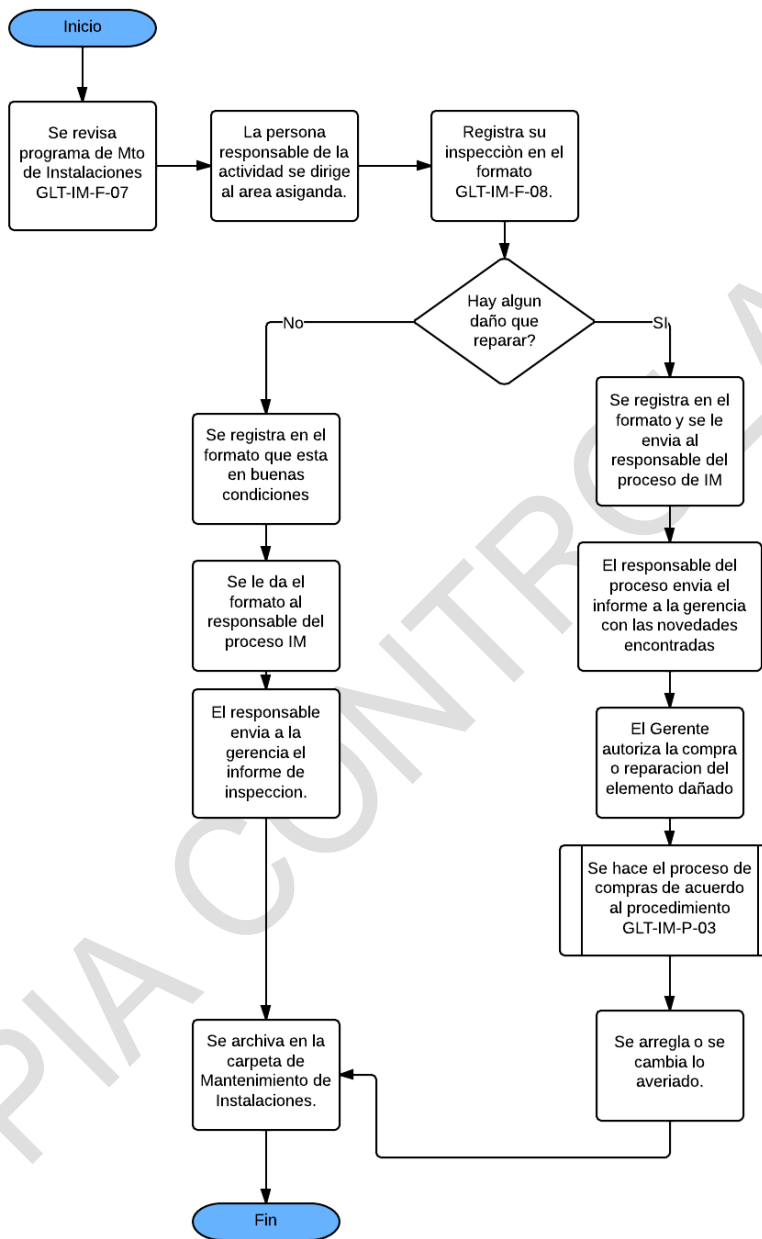 Inicio
Se revisa
programa de Mto
de Instalaciones
GLT-IM-F-07
La persona
responsable de la
actividad se dirige
al area asiganda.
Registra su
inspecciòn en el
formato
GLT-IM-F-08.
Hay algun
daño que
reparar?
No
SI
Se registra en el
formato que esta
en buenas
condiciones
Se le da el
formato al
responsable del
proceso IM
El responsable
envia a la
gerencia el
informe de
inspeccion.
Se registra en el
formato y se le
envia al
responsable del
proceso de IM
El responsable del
proceso envia el
informe a la gerencia
con las novedades
encontradas
El Gerente
autoriza la compra
o reparacion del
elemento dañado
Se hace el proceso de
compras de acuerdo
al procedimiento
GLT-IM-P-03
Se arregla o se
cambia lo
averiado.
Se archiva en la
carpeta de
Mantenimiento de
Instalaciones.
Fin
PIA CONTROLA